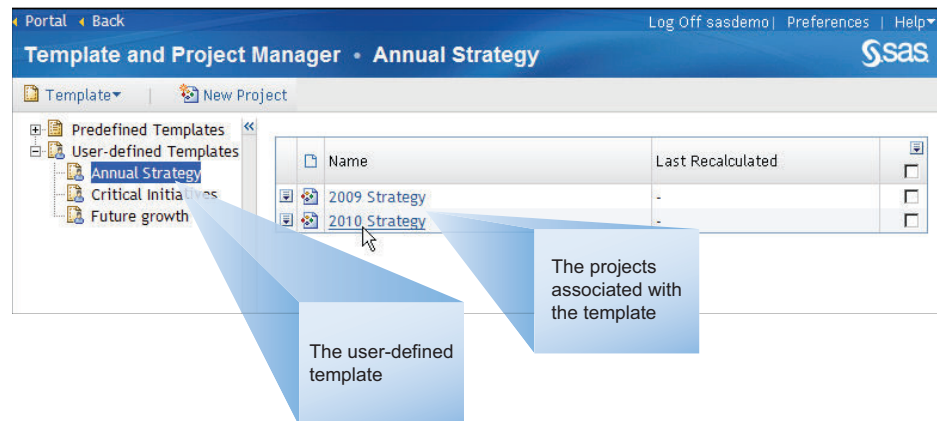 Portal Back Log Off sasdemo| Preferences | Help
Template and Project Manager • Annual Strategy sas
Template | New Project
Predefined Templates
User-defined Templates
Annual Strategy
Critical Initiatives
Future growth
Name Last Recalculated
2009 Strategy -
2010 Strategy -
The projects
associated with
the template
The user-defined
template